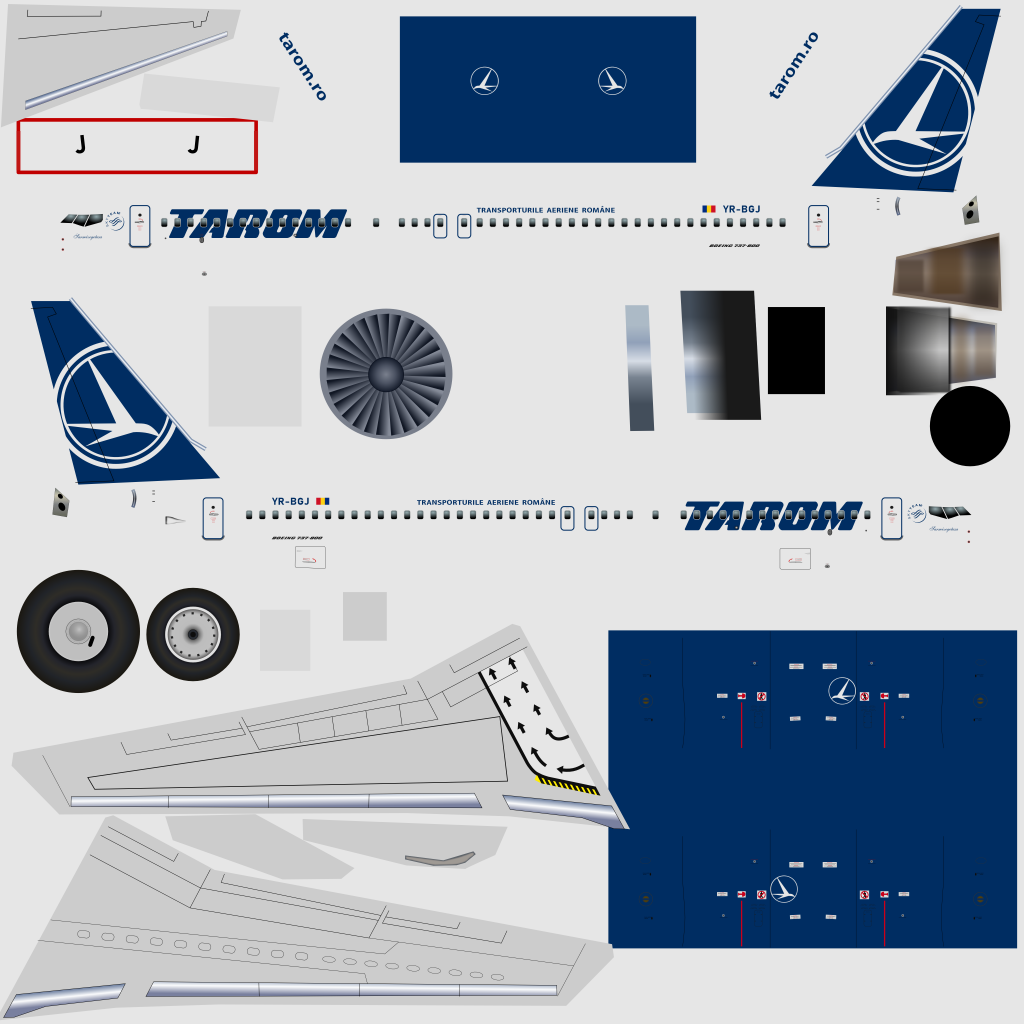 tarom.ro
tarom.ro
J J
TAROM
TRANSPORTURILE AERIENE ROMÂNE
YR-BGJ
BOEING 737-800
YR-BGJ
TRANSPORTURILE AERIENE ROMÂNE
TAROM
BOEING 737-800